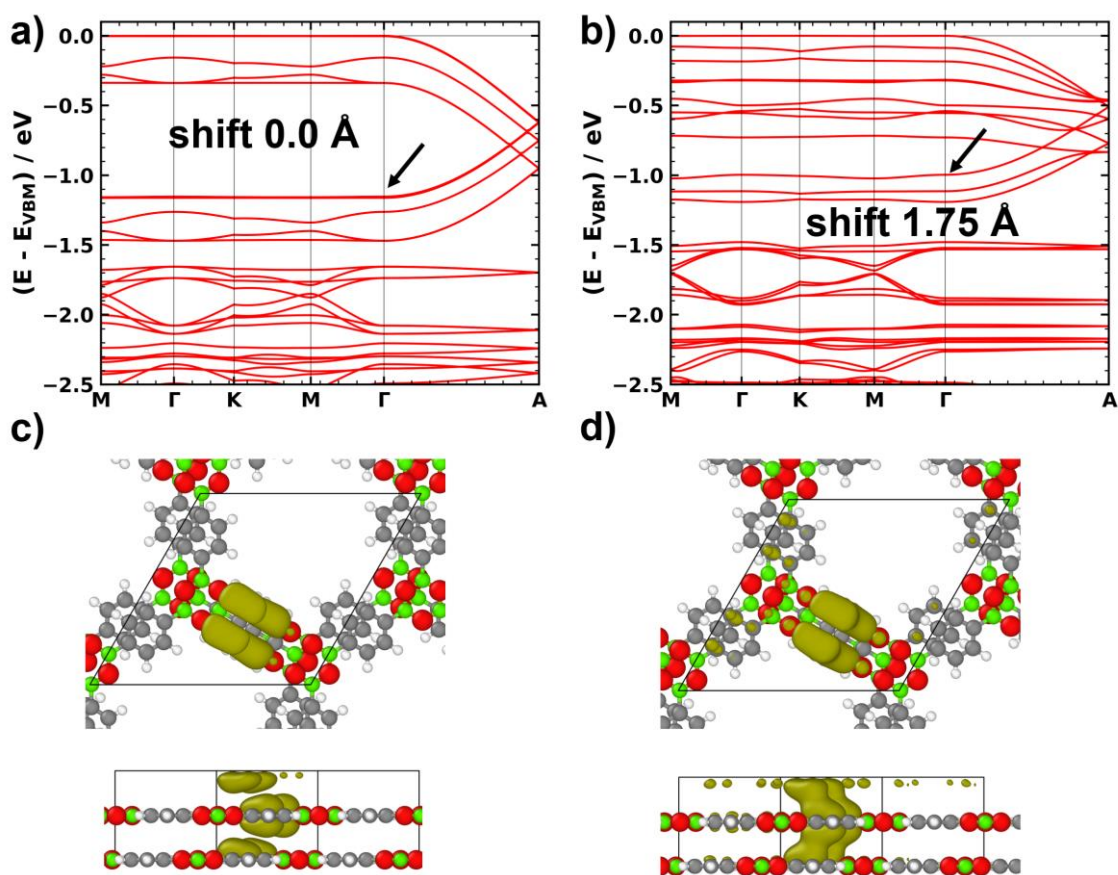 a)
0.0
−0.5
−1.0
−1.5
−2.0
−2.5
(E - E_VBM) / eV
shift 0.0 Å
M Γ K M Γ A
b)
0.0
−0.5
−1.0
−1.5
−2.0
−2.5
(E - E_VBM) / eV
shift 1.75 Å
M Γ K M Γ A
c)
d)